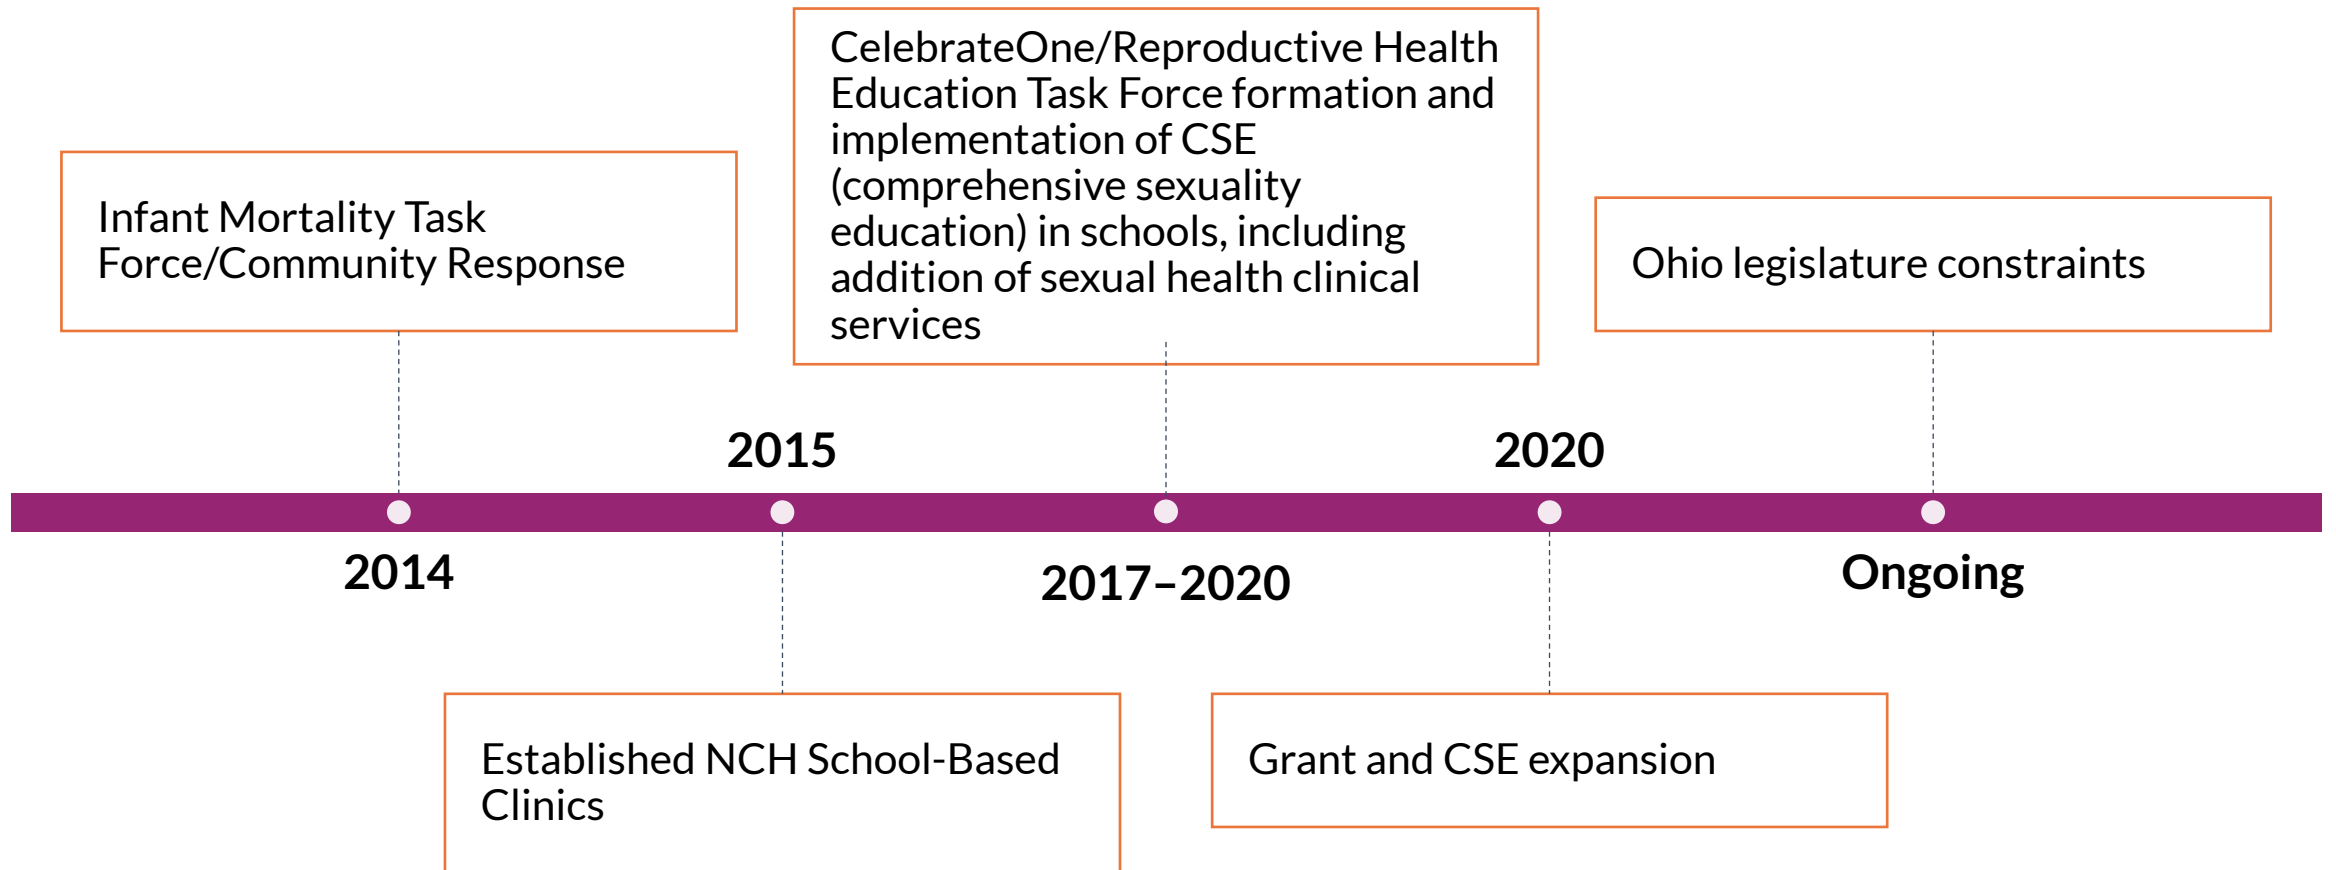 CelebrateOne/Reproductive Health
Education Task Force formation and
implementation of CSE
(comprehensive sexuality
education) in schools, including
addition of sexual health clinical
services
Infant Mortality Task
Force/Community Response
Ohio legislature constraints
2015
2020
2014
2017–2020
Ongoing
Established NCH School-Based
Clinics
Grant and CSE expansion